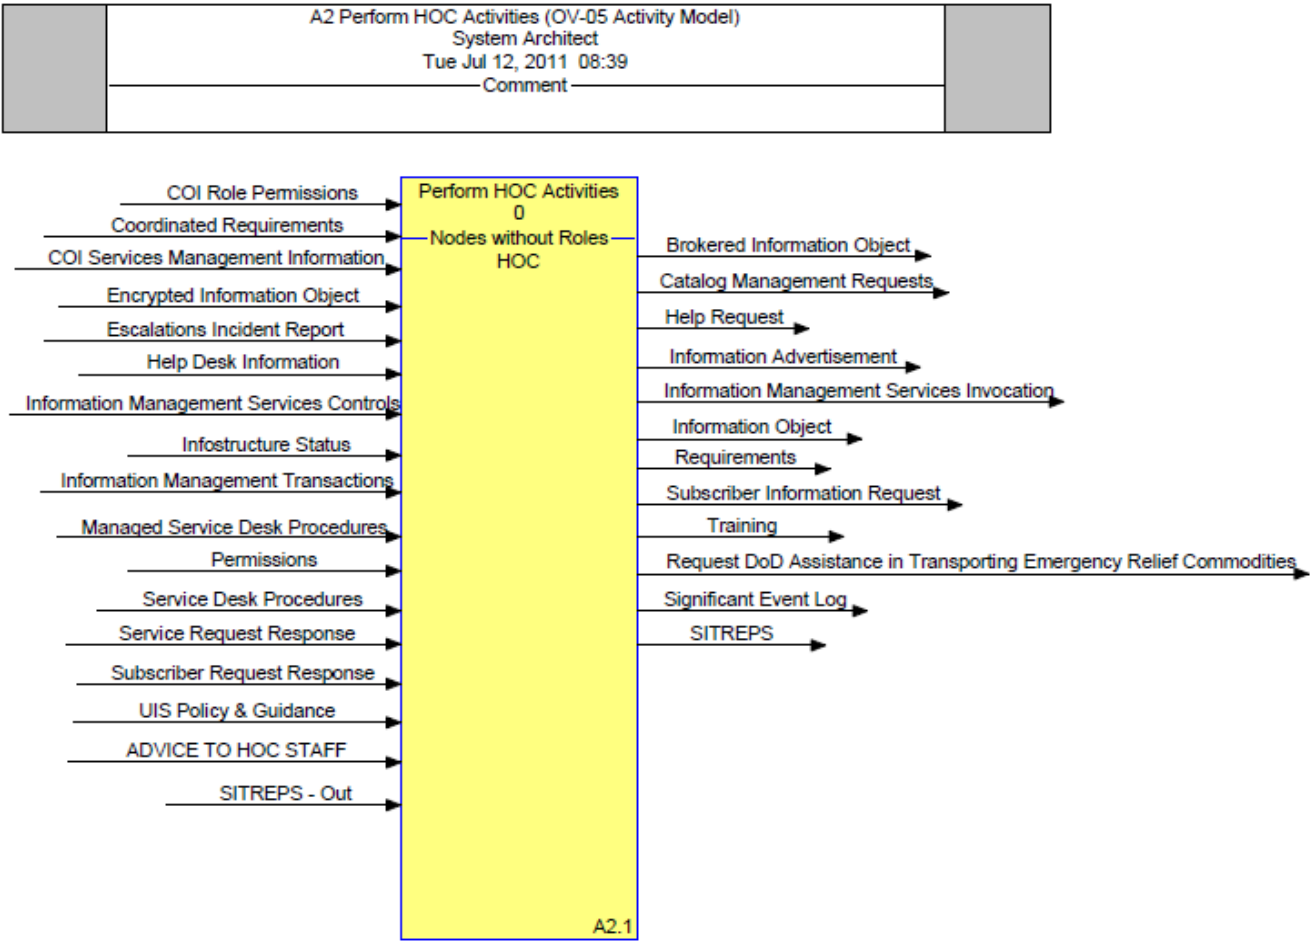 A2 Perform HOC Activities (OV-05 Activity Model)
System Architect
Tue Jul 12, 2011 08:39
Comment
COI Role Permissions
Coordinated Requirements
COI Services Management Information
Encrypted Information Object
Escalations Incident Report
Help Desk Information
Information Management Services Controls
Infostructure Status
Information Management Transactions
Managed Service Desk Procedures
Permissions
Service Desk Procedures
Service Request Response
Subscriber Request Response
UIS Policy & Guidance
ADVICE TO HOC STAFF
SITREPS - Out
Perform HOC Activities
0
Nodes without Roles
HOC
A2.1
Brokered Information Object
Catalog Management Requests
Help Request
Information Advertisement
Information Management Services Invocation
Information Object
Requirements
Subscriber Information Request
Training
Request DoD Assistance in Transporting Emergency Relief Commodities
Significant Event Log
SITREPS